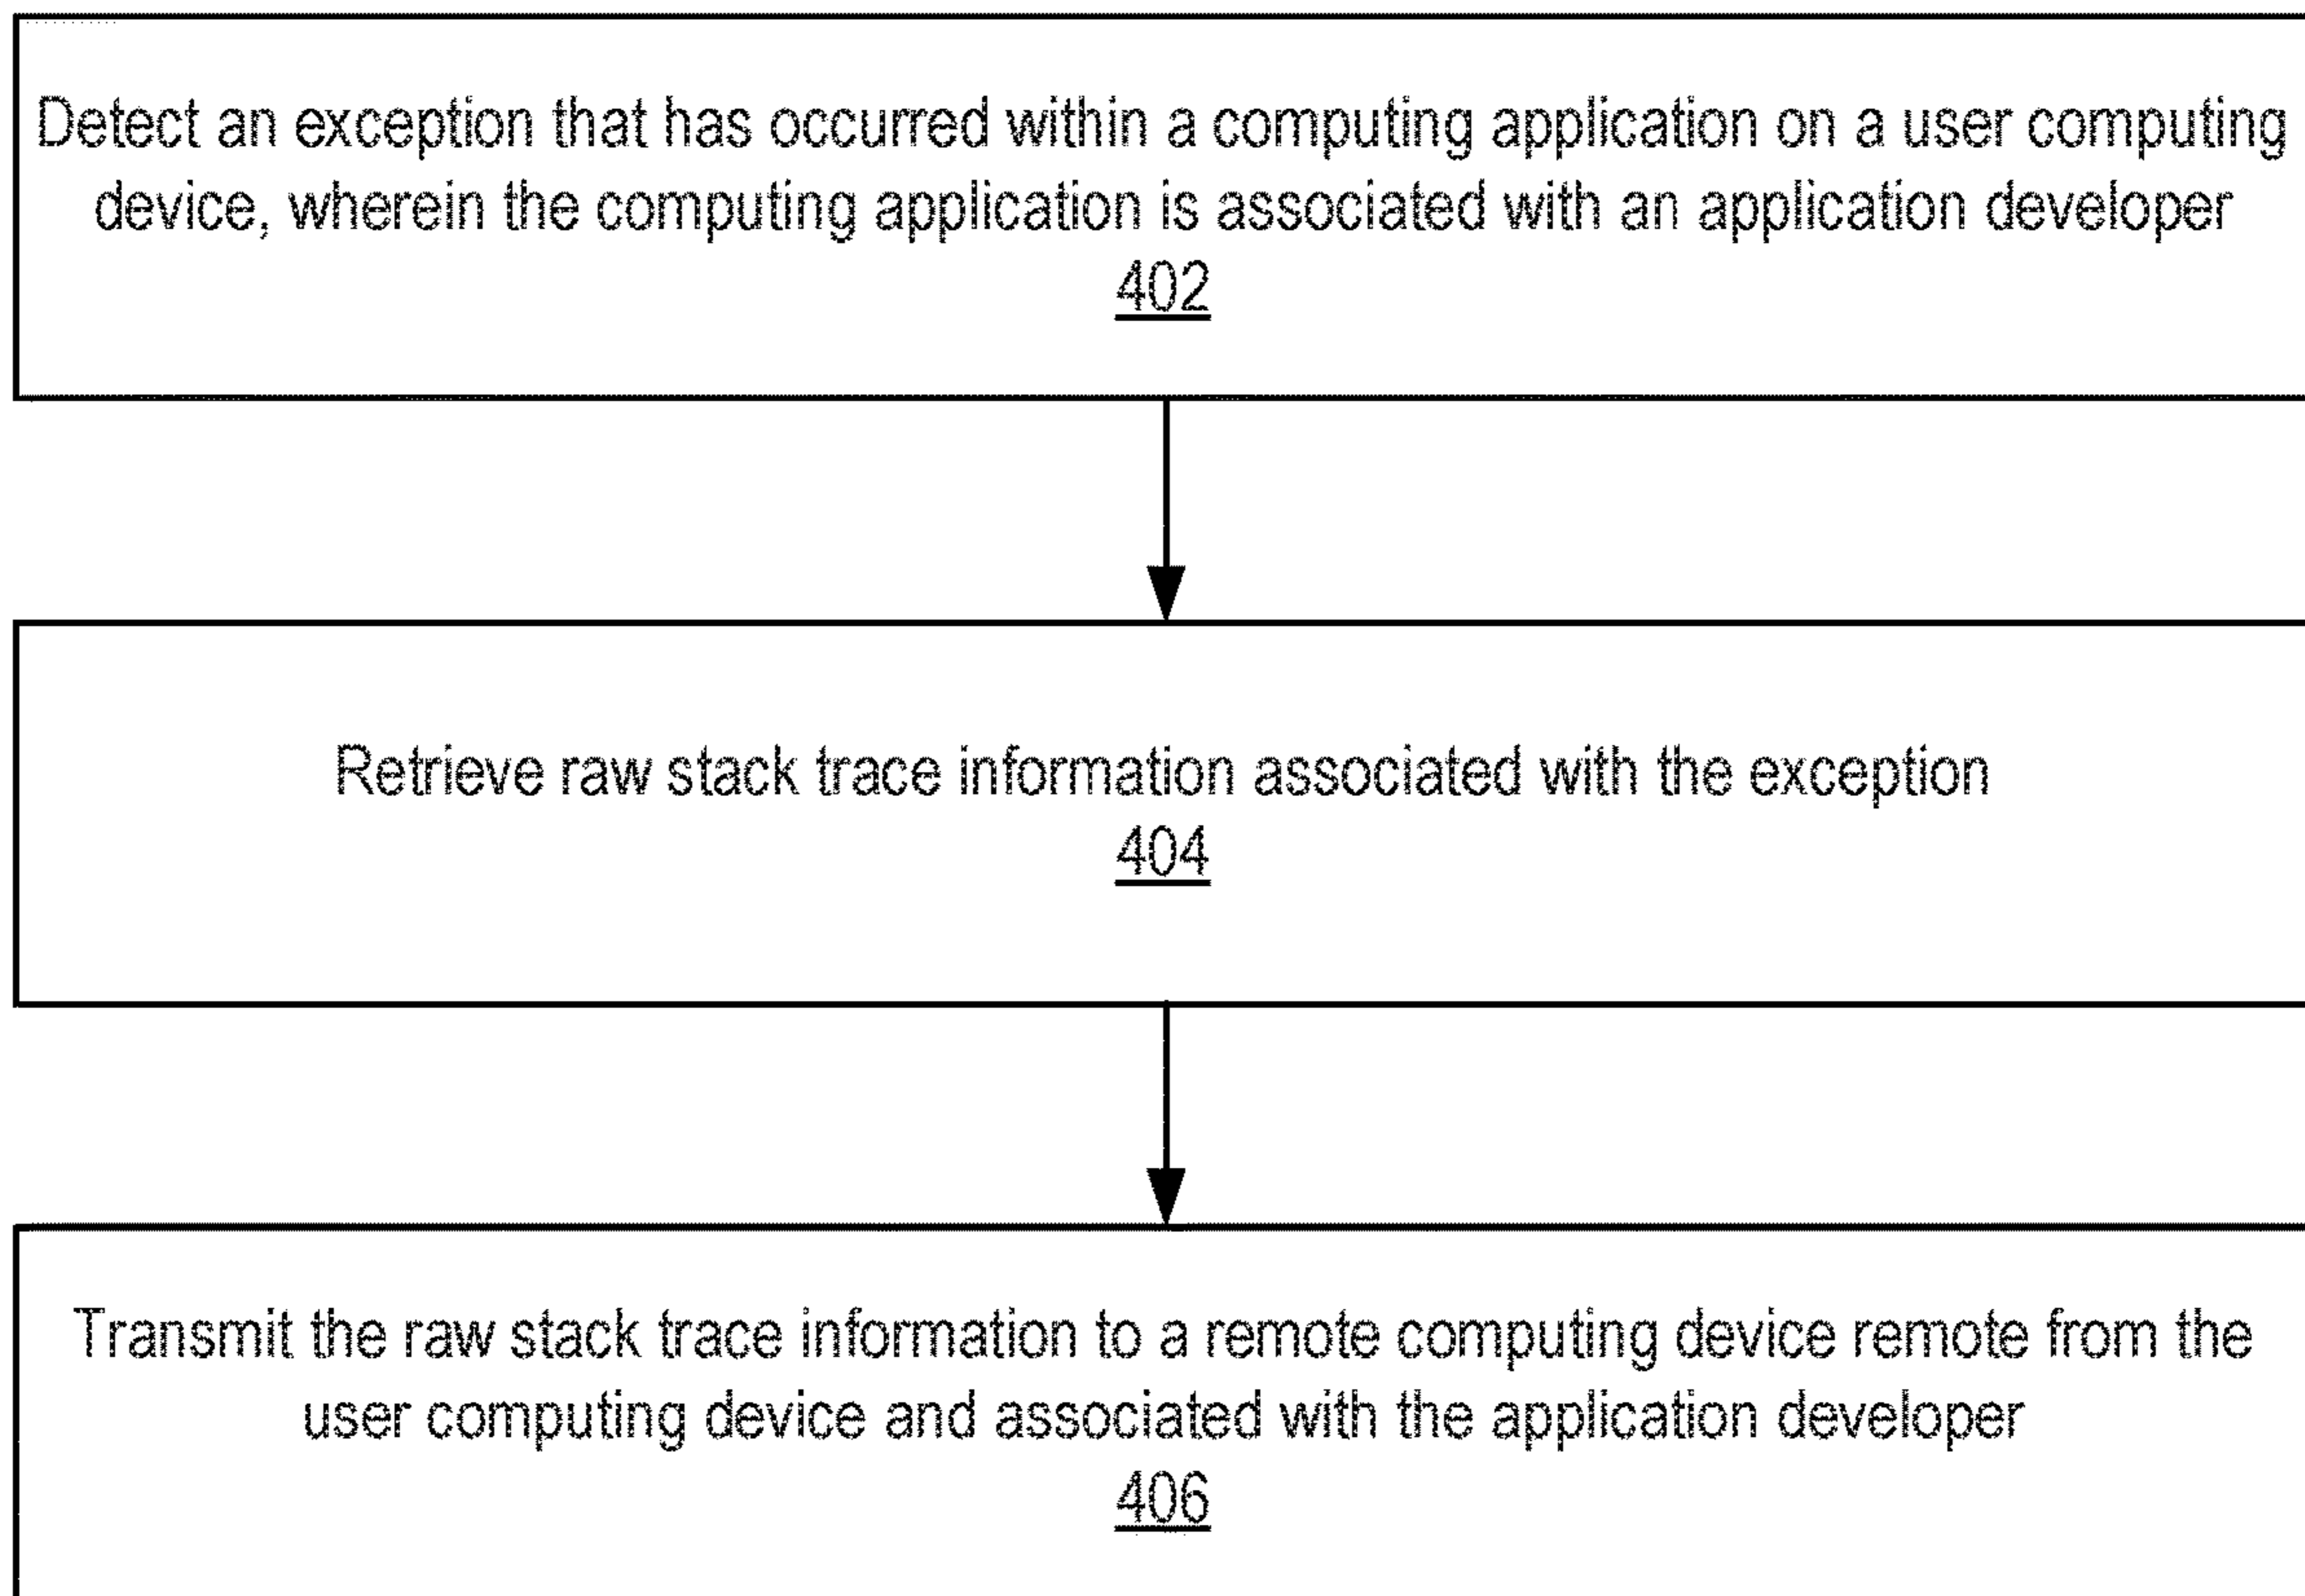 Detect an exception that has occurred within a computing application on a user computing
device, wherein the computing application is associated with an application developer
402
Retrieve raw stack trace information associated with the exception
404
Transmit the raw stack trace information to a remote computing device remote from the
user computing device and associated with the application developer
406